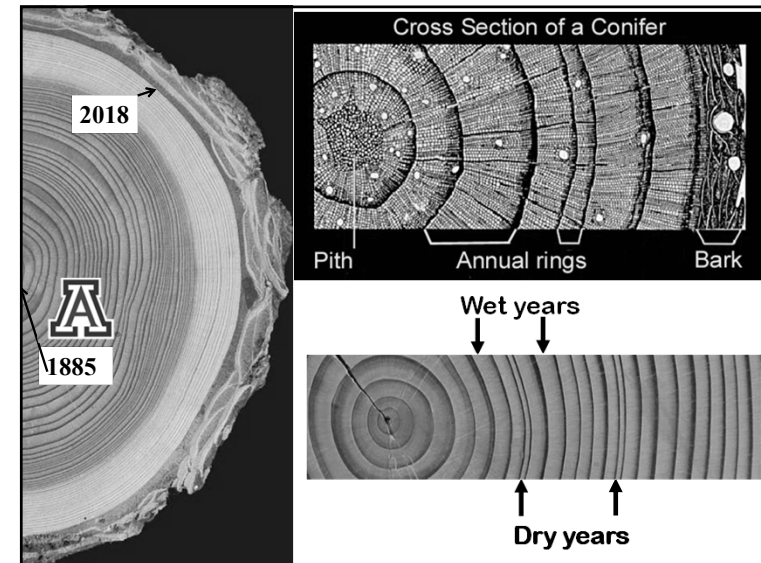 2018
A
1885
Cross Section of a Conifer
Pith
Annual rings
Bark
Wet years
Dry years